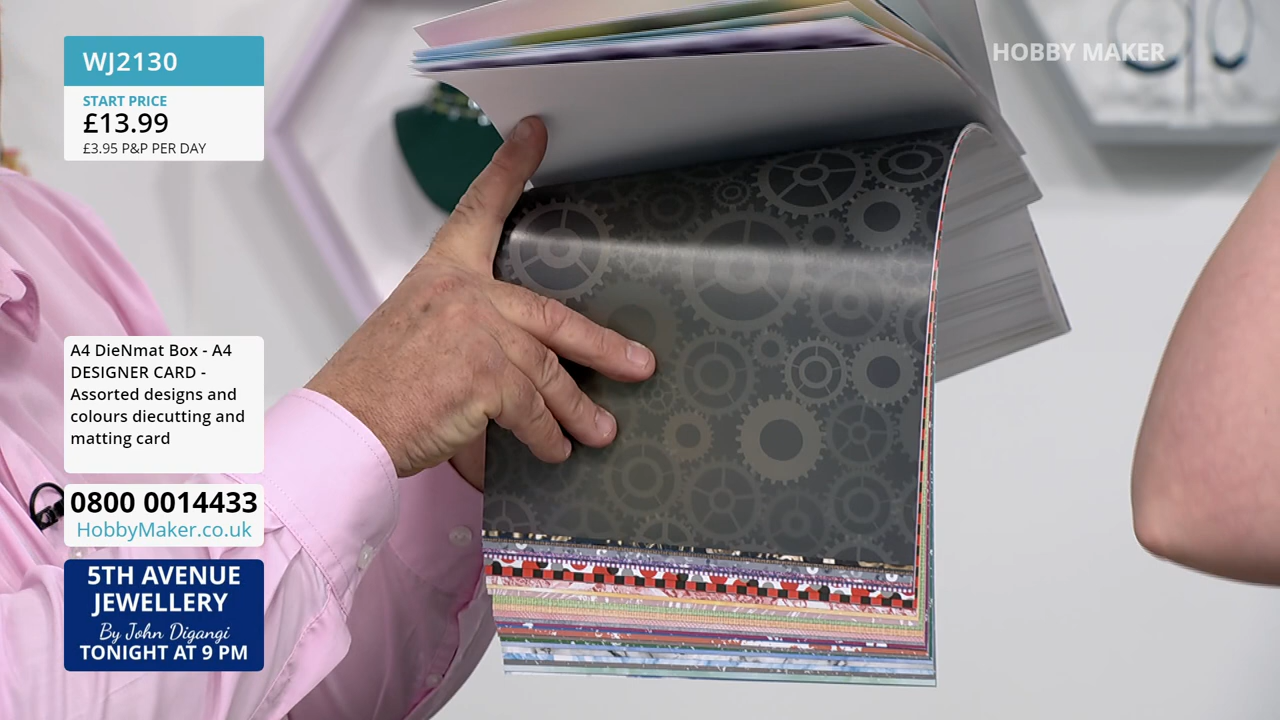 WJ2130
START PRICE
£13.99
£3.95 P&P PER DAY
HOBBY MAKER
A4 DieNmat Box - A4
DESIGNER CARD -
Assorted designs and
colours diecutting and
matting card
0800 0014433
HobbyMaker.co.uk
5TH AVENUE
JEWELLERY
By John Digangi
TONIGHT AT 9 PM